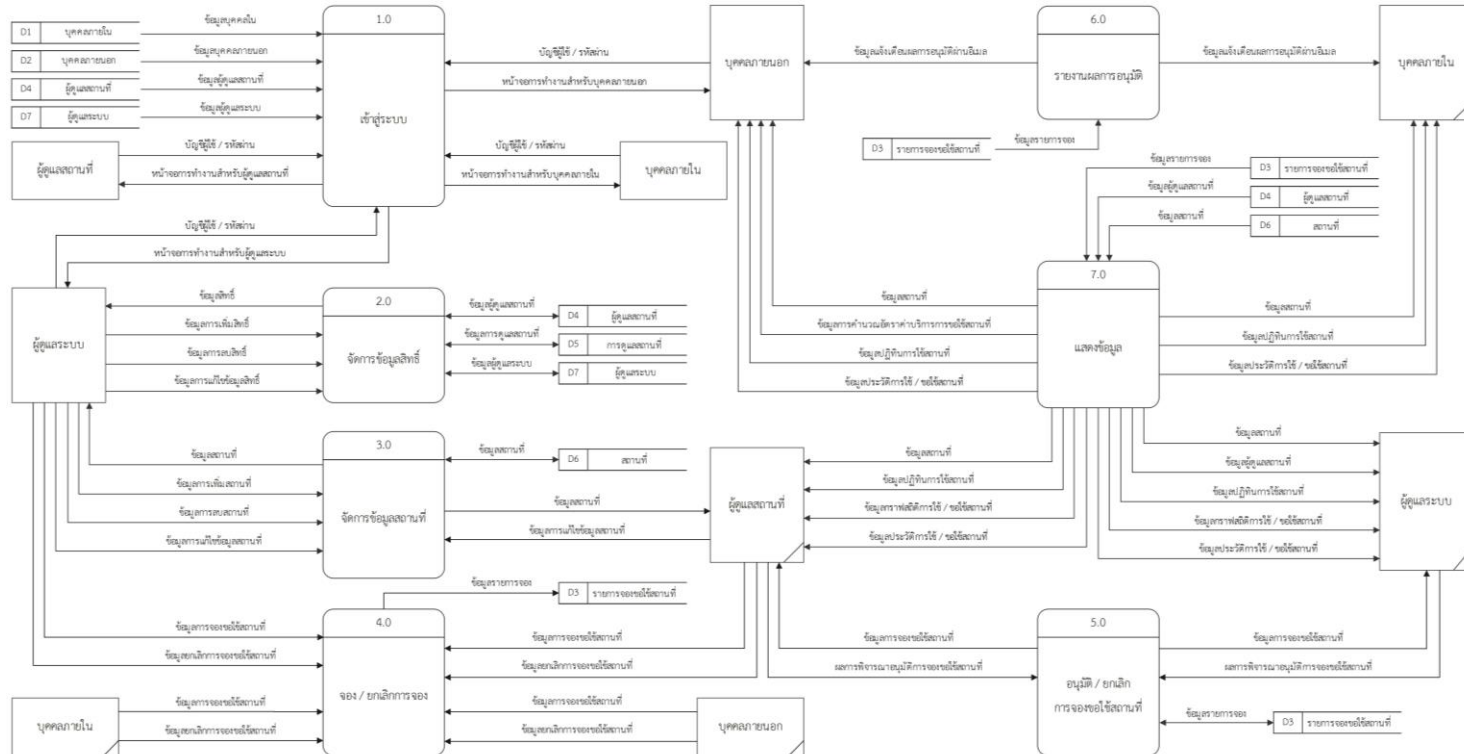 1.0
D1 บุคคลภายใน
ข้อมูลบุคคลใน
D2 บุคคลภายนอก
ข้อมูลบุคคลภายนอก
D4 ผู้ดูแลสถานที่
ข้อมูลผู้ดูแลสถานที่
D7 ผู้ดูแลระบบ
ข้อมูลผู้ดูแลระบบ
เข้าสู่ระบบ
ผู้ดูแลสถานที่
บัญชีผู้ใช้ / รหัสผ่าน
หน้าจอการทำงานสำหรับผู้ดูแลสถานที่
บัญชีผู้ใช้ / รหัสผ่าน
หน้าจอการทำงานสำหรับบุคคลภายนอก
บุคคลภายนอก
บัญชีผู้ใช้ / รหัสผ่าน
หน้าจอการทำงานสำหรับบุคคลภายใน
บุคคลภายใน
บัญชีผู้ใช้ / รหัสผ่าน
หน้าจอการทำงานสำหรับผู้ดูแลระบบ
6.0
รายงานผลการอนุมัติ
ข้อมูลแจ้งเตือนผลการอนุมัติผ่านอีเมล
ข้อมูลแจ้งเตือนผลการอนุมัติผ่านอีเมล
บุคคลภายใน
D3 รายการจองขอใช้สถานที่
ข้อมูลรายการจอง
ข้อมูลรายการจอง
D3 รายการจองขอใช้สถานที่
ข้อมูลผู้ดูแลสถานที่
D4 ผู้ดูแลสถานที่
ข้อมูลสถานที่
D6 สถานที่
ผู้ดูแลระบบ
ข้อมูลสิทธิ์
ข้อมูลการเพิ่มสิทธิ์
ข้อมูลการลบสิทธิ์
ข้อมูลการแก้ไขข้อมูลสิทธิ์
2.0
จัดการข้อมูลสิทธิ์
ข้อมูลผู้ดูแลสถานที่
D4 ผู้ดูแลสถานที่
ข้อมูลการดูแลสถานที่
D5 การดูแลสถานที่
ข้อมูลผู้ดูแลระบบ
D7 ผู้ดูแลระบบ
7.0
แสดงข้อมูล
ข้อมูลสถานที่
ข้อมูลการคำนวณอัตราค่าบริการการขอใช้สถานที่
ข้อมูลปฏิทินการใช้สถานที่
ข้อมูลประวัติการใช้ / ขอใช้สถานที่
ข้อมูลสถานที่
ข้อมูลปฏิทินการใช้สถานที่
ข้อมูลประวัติการใช้ / ขอใช้สถานที่
3.0
จัดการข้อมูลสถานที่
ข้อมูลสถานที่
ข้อมูลการเพิ่มสถานที่
ข้อมูลการลบสถานที่
ข้อมูลการแก้ไขข้อมูลสถานที่
ข้อมูลสถานที่
D6 สถานที่
ข้อมูลสถานที่
ข้อมูลการแก้ไขข้อมูลสถานที่
ผู้ดูแลสถานที่
ข้อมูลสถานที่
ข้อมูลปฏิทินการใช้สถานที่
ข้อมูลกราฟสถิติการใช้ / ขอใช้สถานที่
ข้อมูลประวัติการใช้ / ขอใช้สถานที่
ข้อมูลสถานที่
ข้อมูลผู้ดูแลสถานที่
ข้อมูลปฏิทินการใช้สถานที่
ข้อมูลกราฟสถิติการใช้ / ขอใช้สถานที่
ข้อมูลประวัติการใช้ / ขอใช้สถานที่
ผู้ดูแลระบบ
4.0
จอง / ยกเลิกการจอง
ข้อมูลรายการจอง
D3 รายการจองขอใช้สถานที่
ข้อมูลการจองขอใช้สถานที่
ข้อมูลยกเลิกการจองขอใช้สถานที่
ข้อมูลการจองขอใช้สถานที่
ข้อมูลยกเลิกการจองขอใช้สถานที่
บุคคลภายใน
ข้อมูลการจองขอใช้สถานที่
ข้อมูลยกเลิกการจองขอใช้สถานที่
ข้อมูลการจองขอใช้สถานที่
ข้อมูลยกเลิกการจองขอใช้สถานที่
บุคคลภายนอก
5.0
อนุมัติ / ยกเลิก
การจองขอใช้สถานที่
ข้อมูลการจองขอใช้สถานที่
ผลการพิจารณาอนุมัติการจองขอใช้สถานที่
ข้อมูลการจองขอใช้สถานที่
ผลการพิจารณาอนุมัติการจองขอใช้สถานที่
ข้อมูลรายการจอง
D3 รายการจองขอใช้สถานที่